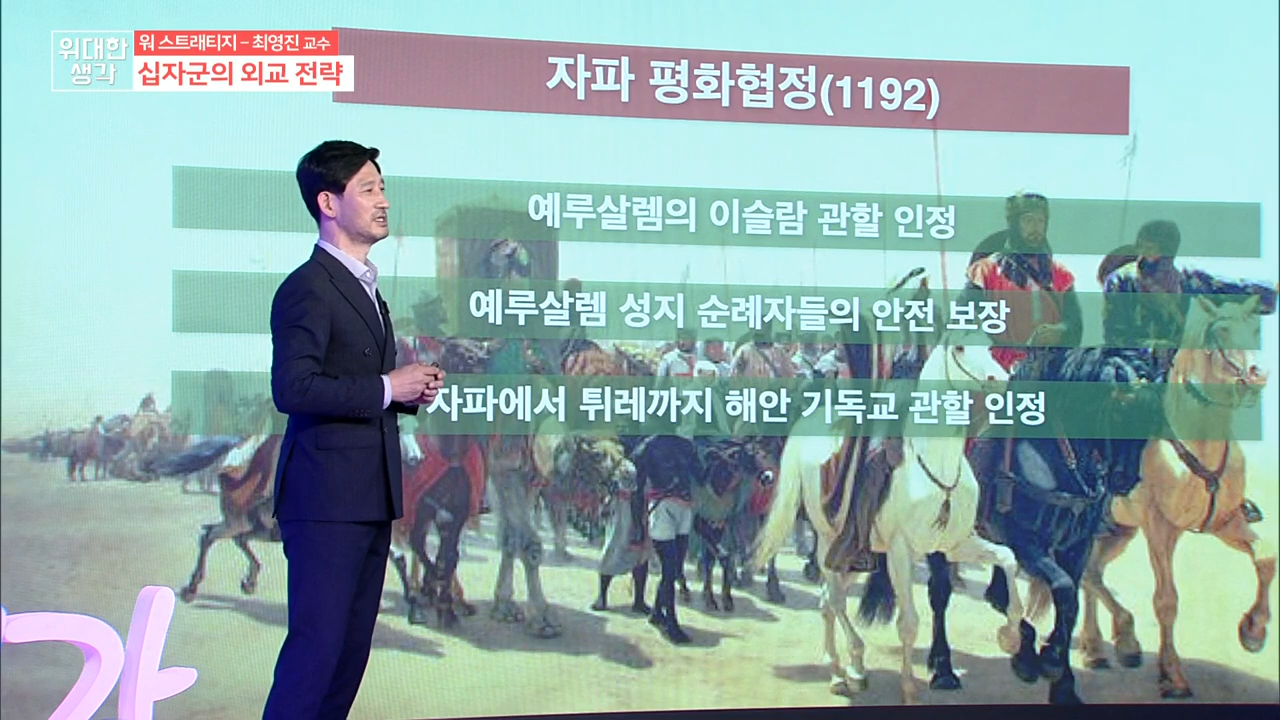 위대한
생각
워 스트래티지 – 최영진 교수
십자군의 외교 전략
자파 평화협정(1192)
예루살렘의 이슬람 관할 인정
예루살렘 성지 순례자들의 안전 보장
자파에서 튀레까지 해안 기독교 관할 인정
각